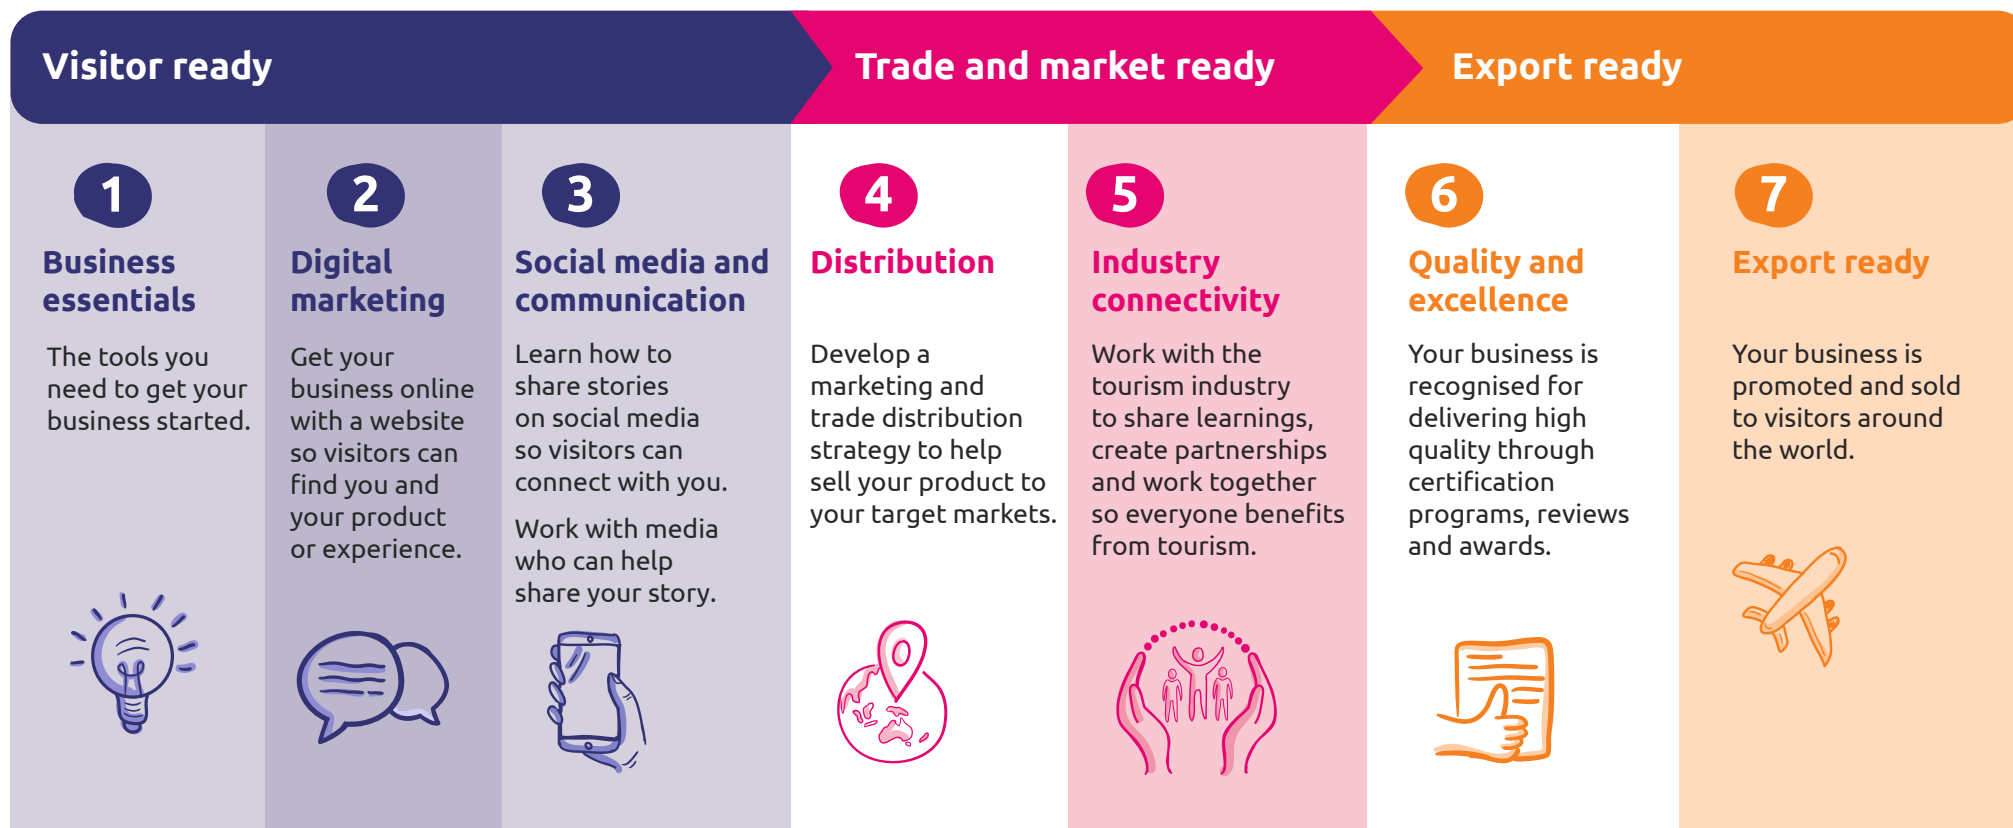 Visitor ready
Trade and market ready
Export ready
1
Business
essentials
The tools you
need to get your
business started.
2
Digital
marketing
Get your
business online
with a website
so visitors can
find you and
your product
or experience.
3
Social media and
communication
Learn how to
share stories
on social media
so visitors can
connect with you.
Work with media
who can help
share your story.
4
Distribution
Develop a
marketing and
trade distribution
strategy to help
sell your product to
your target markets.
5
Industry
connectivity
Work with the
tourism industry
to share learnings,
create partnerships
and work together
so everyone benefits
from tourism.
6
Quality and
excellence
Your business is
recognised for
delivering high
quality through
certification
programs, reviews
and awards.
7
Export ready
Your business is
promoted and sold
to visitors around
the world.